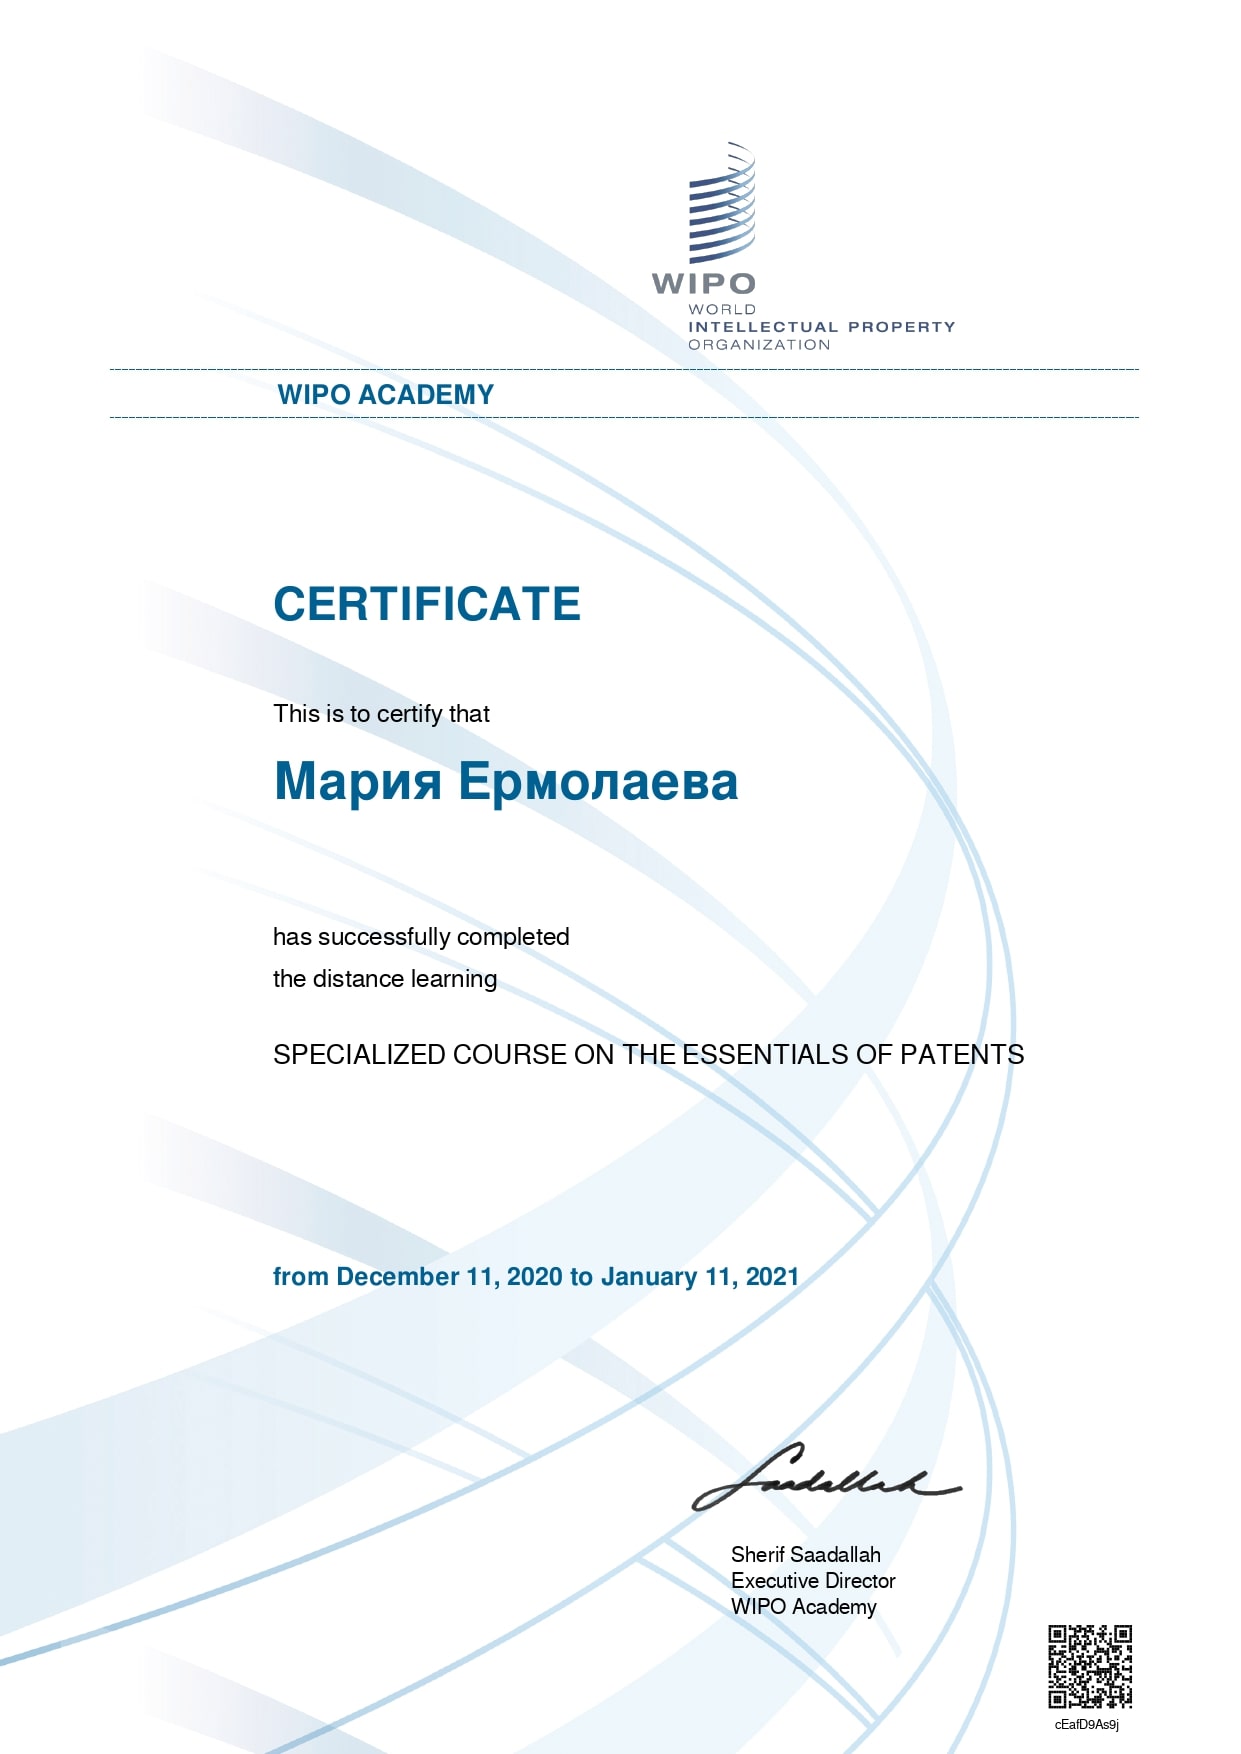 WIPO
WORLD
INTELLECTUAL PROPERTY
ORGANIZATION
WIPO ACADEMY
CERTIFICATE
This is to certify that
Мария Ермолаева
has successfully completed
the distance learning
SPECIALIZED COURSE ON THE ESSENTIALS OF PATENTS
from December 11, 2020 to January 11, 2021
Saadallah
Sherif Saadallah
Executive Director
WIPO Academy
cEafD9As9j